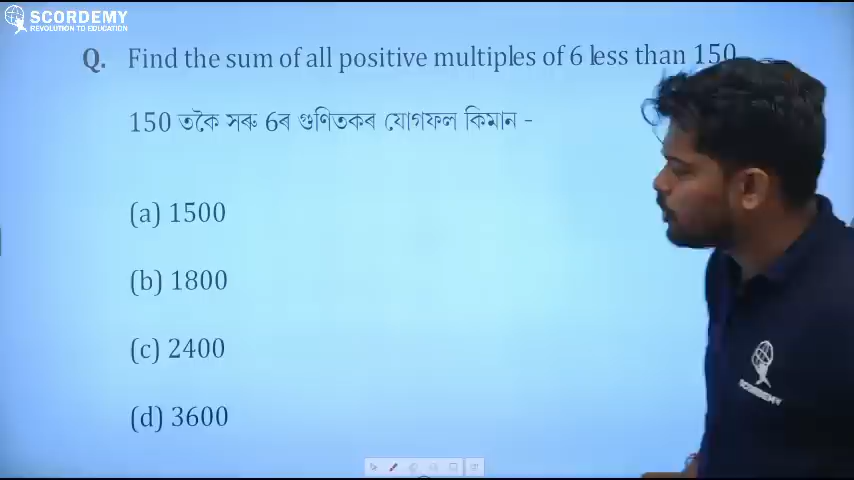 SCORDEMY
REVOLUTION TO EDUCATION
Q. Find the sum of all positive multiples of 6 less than 150
150 তকৈ সৰু 6ৰ গুণিতকৰ যোগফল কিমান -
(a) 1500
(b) 1800
(c) 2400
(d) 3600
SCORDEMY